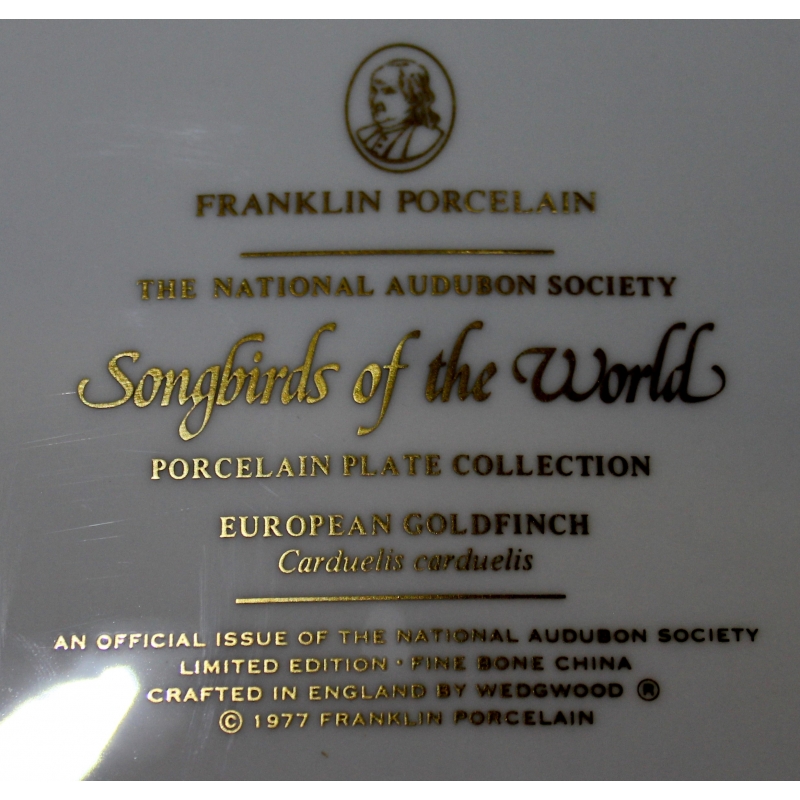 FRANKLIN PORCELAIN
THE NATIONAL AUDUBON SOCIETY
Songbirds of the World
PORCELAIN PLATE COLLECTION
EUROPEAN GOLDFINCH
Carduelis carduelis
AN OFFICIAL ISSUE OF THE NATIONAL AUDUBON SOCIETY
LIMITED EDITION · FINE BONE CHINA
CRAFTED IN ENGLAND BY WEDGWOOD ®
© 1977 FRANKLIN PORCELAIN